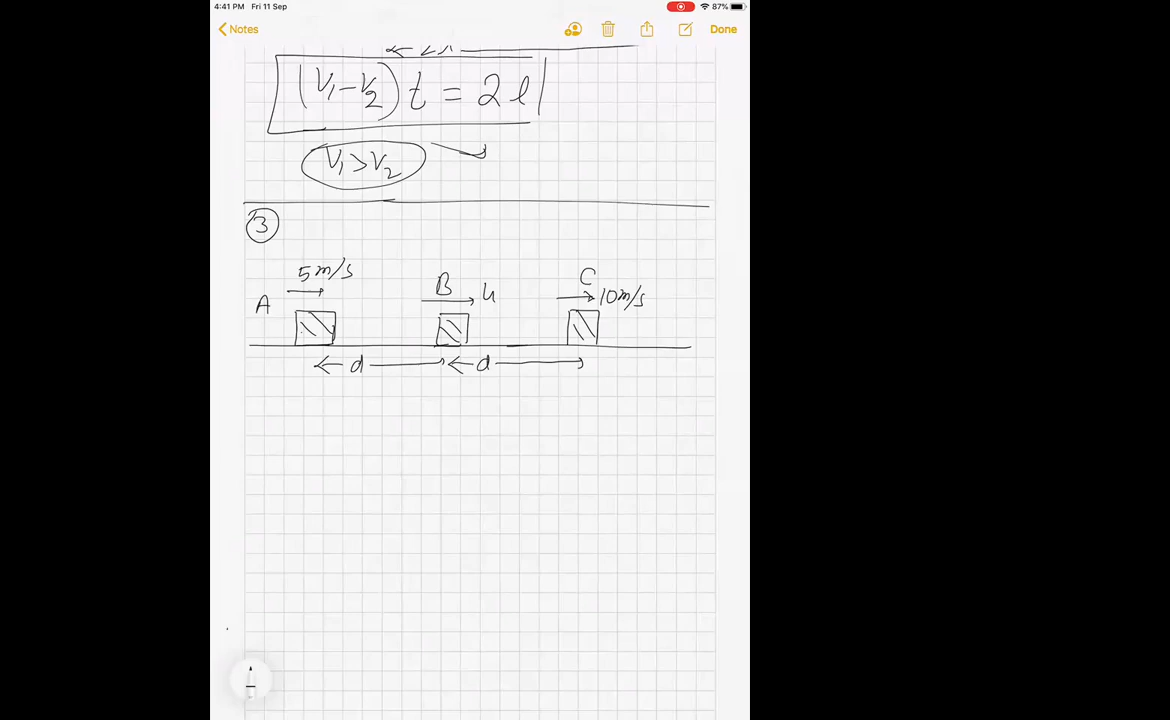 4:41 PM Fri 11 Sep 87%
Notes Done
(V₁-V₂) t = 2l
V₁>V₂
3
A 5m/s B u C 10m/s
d d